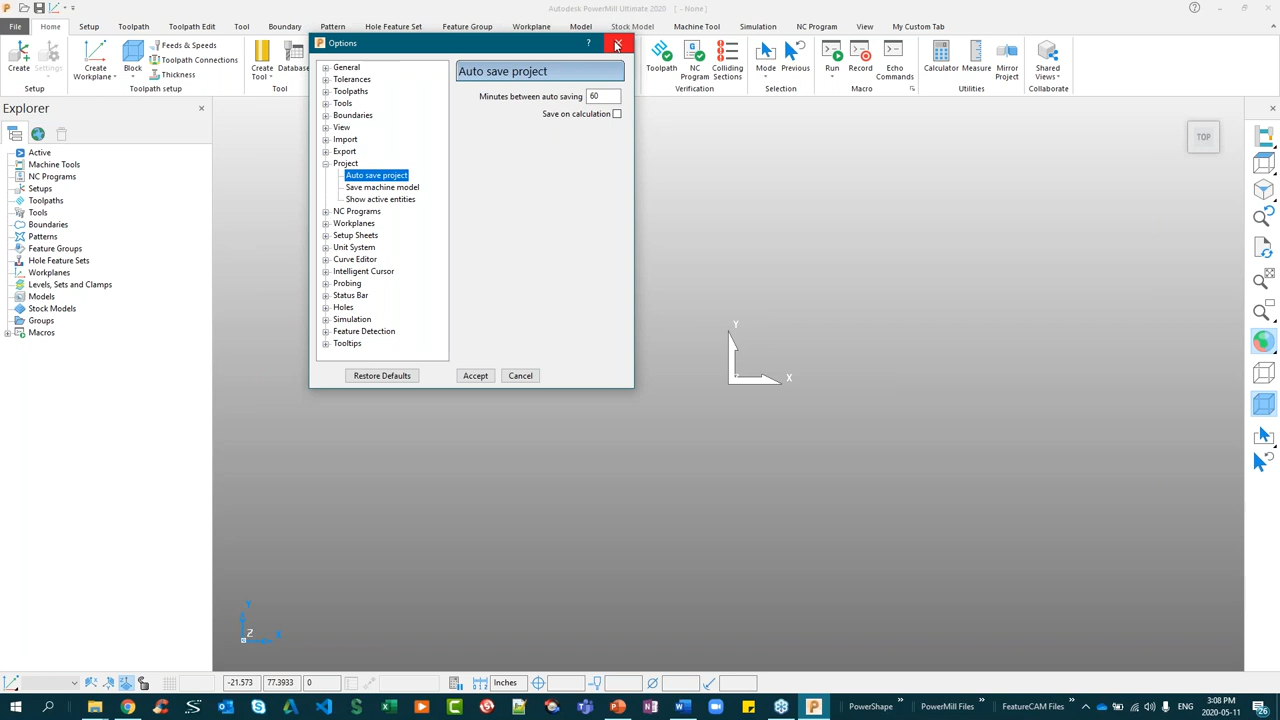 Autodesk PowerMill Ultimate 2020 [ - None ]
File Home Toolpath Toolpath Edit Tool Boundary Pattern Hole Feature Set Feature Group Workplane Model Stock Model Machine Tool Simulation NC Program View My Custom Tab
Create Settings... Setup
Create Workplane Block Feeds & Speeds Toolpath Connections Thickness Toolpath setup
Create Tool Database Tool
Toolpath NC Program Colliding Sections Verification
Mode Previous Selection
Run Record Echo Commands Macro
Calculator Measure Mirror Project Utilities
Shared Views Collaborate
Explorer
Active
Machine Tools
NC Programs
Setups
Toolpaths
Tools
Boundaries
Patterns
Feature Groups
Hole Feature Sets
Workplanes
Levels, Sets and Clamps
Models
Stock Models
Groups
Macros
Options
General
Tolerances
Toolpaths
Tools
Boundaries
View
Import
Export
Project
Auto save project
Save machine model
Show active entities
NC Programs
Workplanes
Setup Sheets
Unit System
Curve Editor
Intelligent Cursor
Probing
Status Bar
Holes
Simulation
Feature Detection
Tooltips
Auto save project
Minutes between auto saving 60
Save on calculation
Restore Defaults Accept Cancel
TOP
Y
X
Y
Z
X
-21.573 77.3933 0 Inches
PowerShape PowerMill Files FeatureCAM Files
3:08 PM
2020-05-11
26